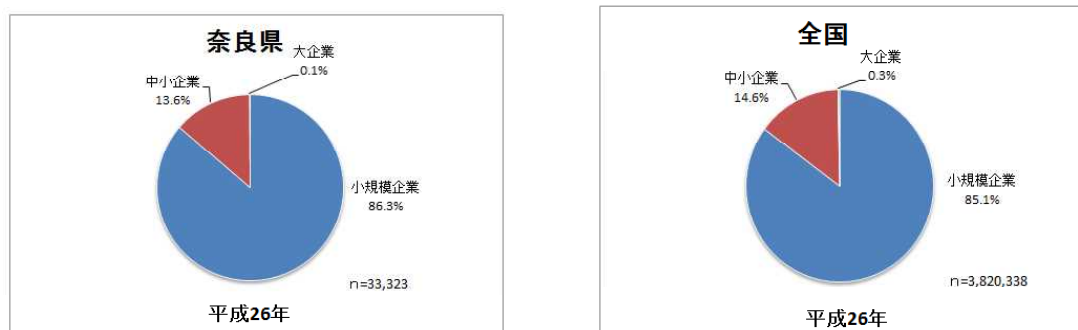 奈良県
大企業
0.1%
中小企業
13.6%
小規模企業
86.3%
n=33,323
平成26年
全国
大企業
0.3%
中小企業
14.6%
小規模企業
85.1%
n=3,820,338
平成26年